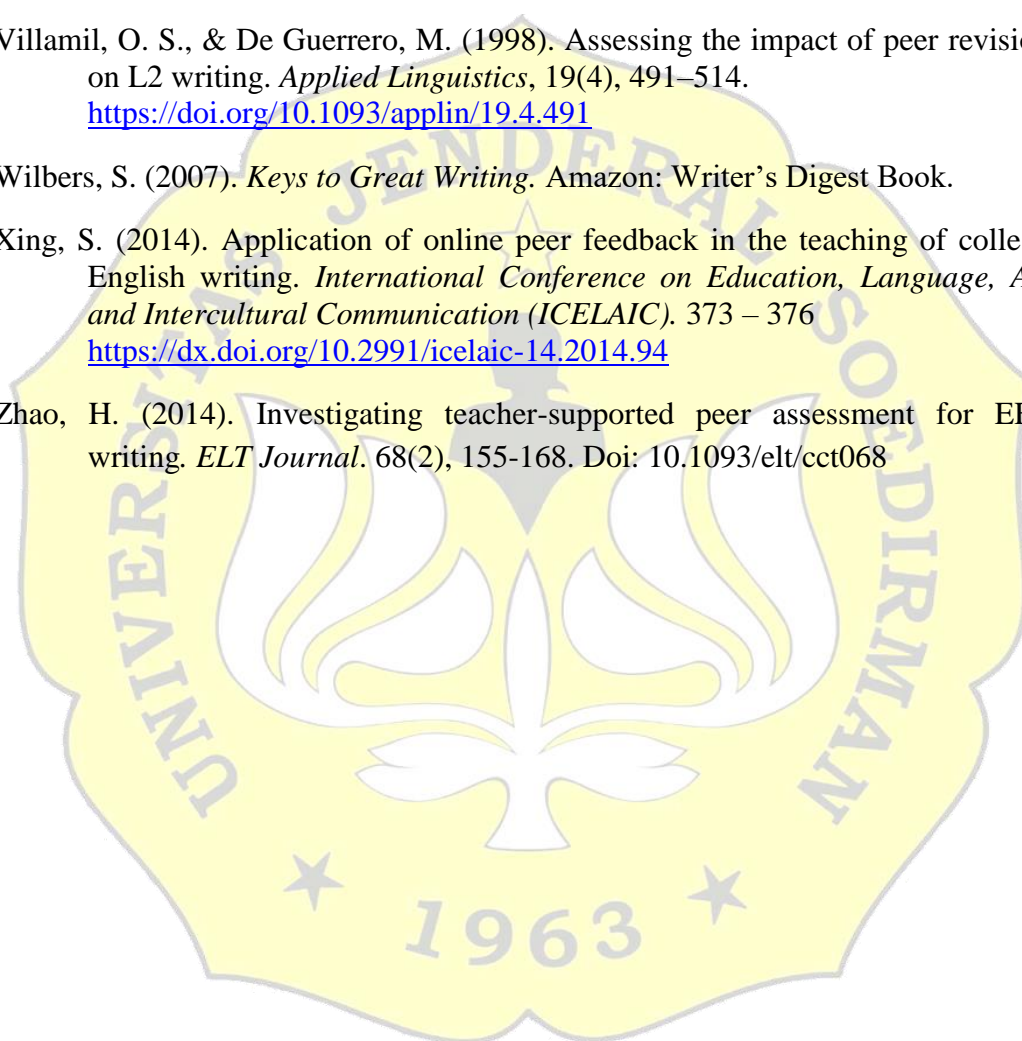 Villamil, O. S., & De Guerrero, M. (1998). Assessing the impact of peer
on L2 writing. Applied Linguistics, 19(4), 491–514.
https://doi.org/10.1093/applin/19.4.491
Wilbers, S. (2007). Keys to Great Writing. Amazon: Writer's Digest Book.
Xing, S. (2014). Application of online peer feedback in the teaching of
English writing. International Conference on Education, Language,
and Intercultural Communication (ICELAIC). 373 – 376
https://dx.doi.org/10.2991/icelaic-14.2014.94
Zhao, H. (2014). Investigating teacher-supported peer assessment for
writing. ELT Journal. 68(2), 155-168. Doi: 10.1093/elt/cct068
UNIVERSITAS JENDERAL SOEDIRMAN
1963